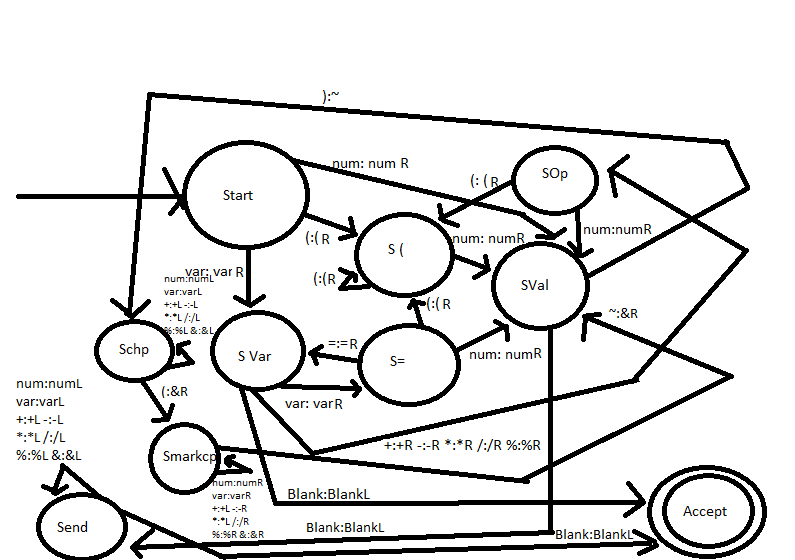 ):~
num: num R
Start
(: ( R
SOp
(:( R
num: numR
num:numR
S (
var: var R
(:(R
SVal
num:numL
var:varL
+:+L -:-L
*:*L /:/L
%:%L &:&L
(:( R
~:&R
Schp
S Var
=:=R
S=
num: numR
num:numL
var:varL
+:+L -:-L
*:*L /:/L
%:%L &:&L
(:&R
var: varR
+:+R -:-R *:*R /:/R %:%R
Smarkcp
num:numR
var:varR
+:+L -:-R
*:*L /:/R
%:%R &:&R
Blank:BlankL
Accept
Send
Blank:BlankL
Blank:BlankL